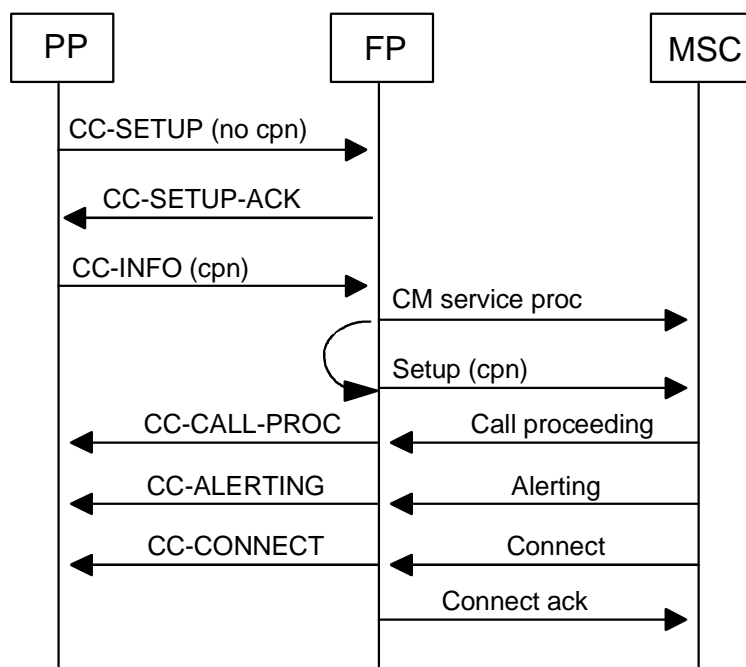 PP
FP
MSC
CC-SETUP (no cpn)
CC-SETUP-ACK
CC-INFO (cpn)
CM service proc
Setup (cpn)
CC-CALL-PROC
Call proceeding
CC-ALERTING
Alerting
CC-CONNECT
Connect
Connect ack